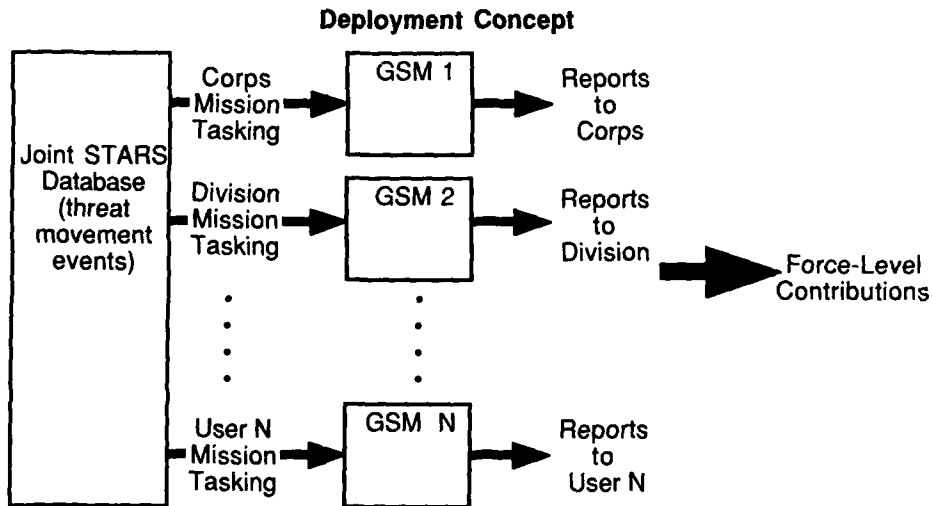 Deployment Concept
Joint STARS
Database
(threat
movement
events)
Corps
Mission
Tasking
GSM 1
Reports
to
Corps
Division
Mission
Tasking
GSM 2
Reports
to
Division
Force-Level
Contributions
User N
Mission
Tasking
GSM N
Reports
to
User N